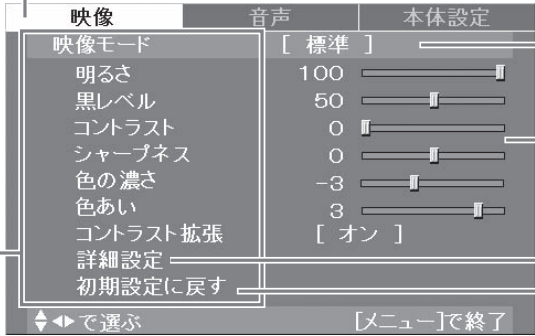 映像 音声 本体設定
映像モード [ 標準 ]
明るさ 100
黒レベル 50
コントラスト 0
シャープネス 0
色の濃さ -3
色あい 3
コントラスト拡張 [ オン ]
詳細設定
初期設定に戻す
で選ぶ [メニュー]で終了